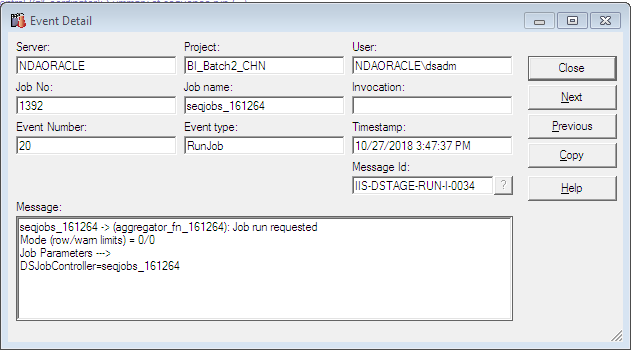 Event Detail
Server:
Project:
User:
NDAORACLE
BI_Batch2_CHN
NDAORACLE\dsadm
Close
Job No:
Job name:
Invocation:
1392
seqjobs_161264
Next
Event Number:
Event type:
Timestamp:
20
RunJob
10/27/2018 3:47:37 PM
Previous
Copy
Message Id:
IIS-DSTAGE-RUN-I-0034
?
Help
Message:
seqjobs_161264 -> (aggregator_fn_161264): Job run requested
Mode (row/warn limits) = 0/0
Job Parameters --->
DSJobController=seqjobs_161264